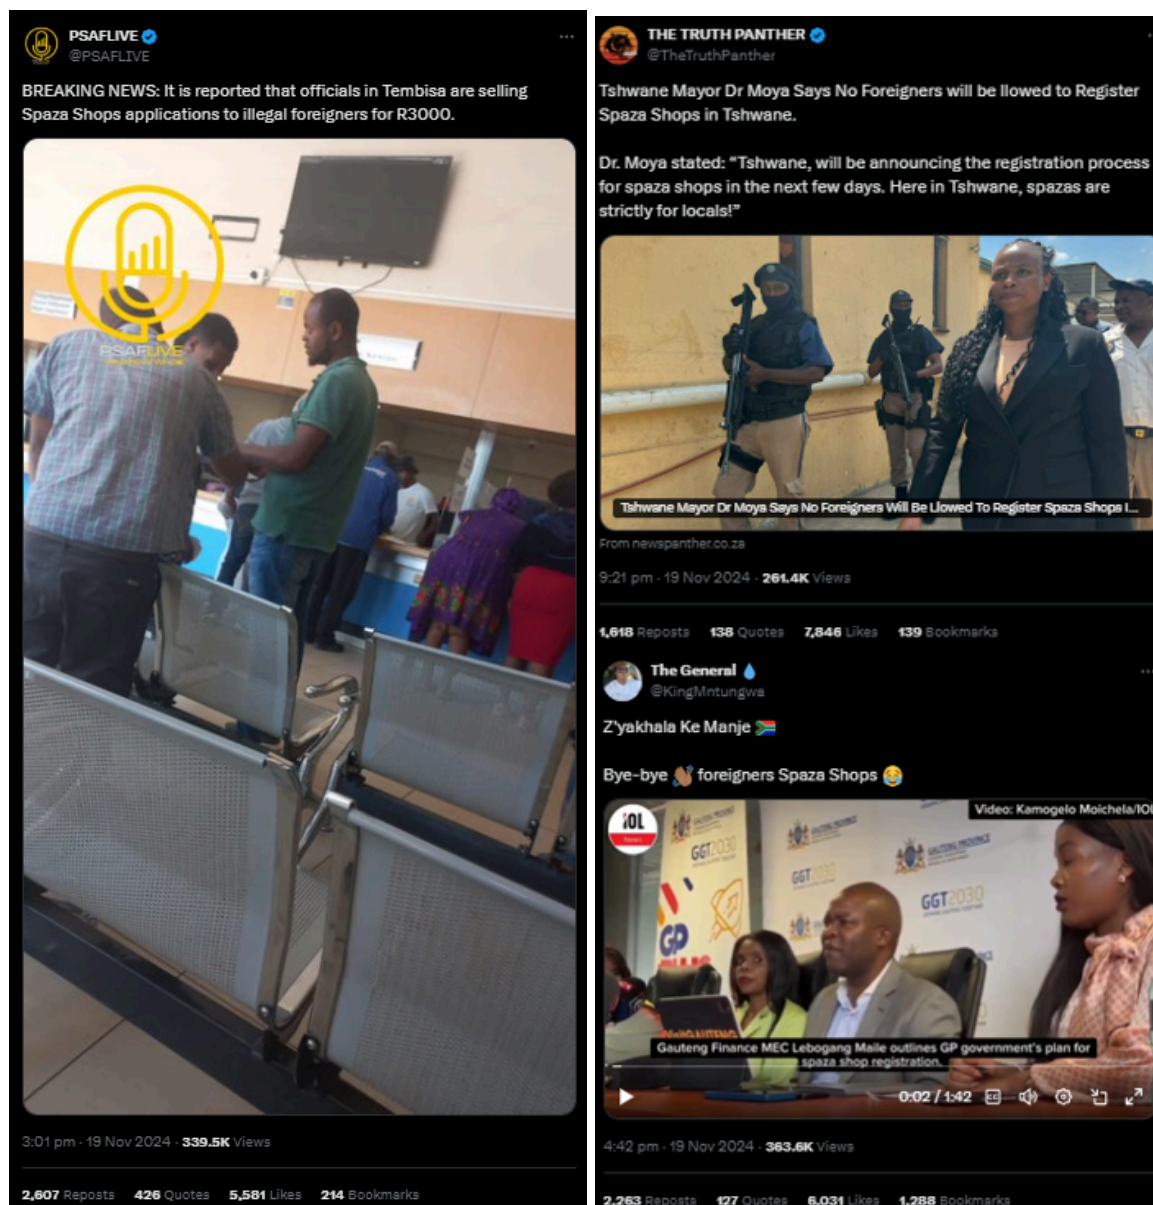 PSAFLIVE
@PSAFLIVE
BREAKING NEWS: It is reported that officials in Tembisa are selling
Spaza Shops applications to illegal foreigners for R3000.
PSAFLIVE
3:01 pm · 19 Nov 2024 · 339.5K Views
2,607 Reposts 426 Quotes 5,581 Likes 214 Bookmarks
THE TRUTH PANTHER
@TheTruthPanther
Tshwane Mayor Dr Moya Says No Foreigners will be llowed to Register
Spaza Shops in Tshwane.
Dr. Moya stated: “Tshwane, will be announcing the registration process
for spaza shops in the next few days. Here in Tshwane, spazas are
strictly for locals!”
Tshwane Mayor Dr Moya Says No Foreigners Will Be Llowed To Register Spaza Shops I...
From newspanther.co.za
9:21 pm · 19 Nov 2024 · 261.4K Views
1,618 Reposts 138 Quotes 7,846 Likes 139 Bookmarks
The General
@KingMntungwa
Z'yakhala Ke Manje 🇿🇦
Bye-bye 👋🏾 foreigners Spaza Shops 😂
IOL
News
Video: Kamogelo Moichela/IOL
GAUTENG PROVINCE
GGT2030
GAUTENG PROVINCE
GGT2030
GAUTENG PROVINCE
GGT2030
GP
Gauteng Finance MEC Lebogang Maile outlines GP government's plan for
spaza shop registration.
0:02 / 1:42
4:42 pm · 19 Nov 2024 · 363.6K Views
2,263 Reposts 127 Quotes 6,031 Likes 1,288 Bookmarks